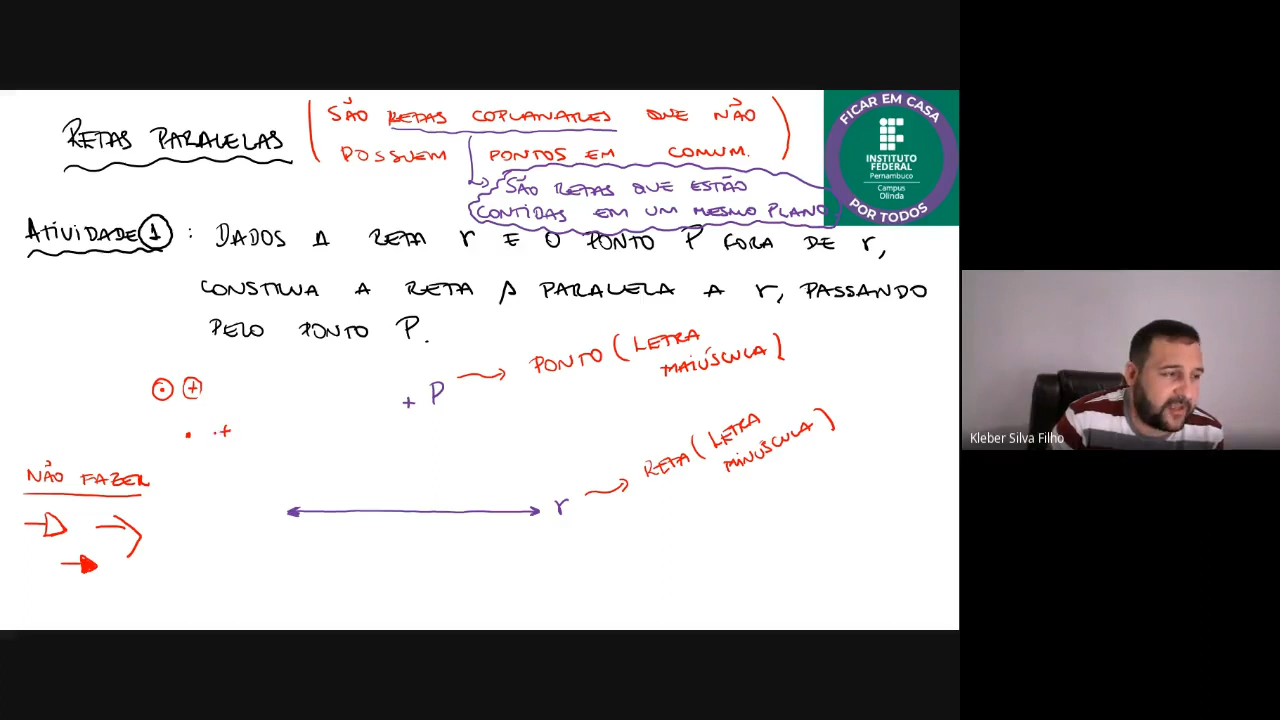 RETAS PARALELAS
(SÃO RETAS COPLANARES QUE NÃO
POSSUEM PONTOS EM COMUM.)
SÃO RETAS QUE ESTÃO
CONTIDAS EM UM MESMO PLANO
FICAR EM CASA
INSTITUTO
FEDERAL
Pernambuco
Campus
Olinda
POR TODOS
ATIVIDADE 1 : DADOS A RETA r E O PONTO P FORA DE r,
CONSTRUA A RETA s PARALELA A r, PASSANDO
PELO PONTO P.
PONTO (LETRA
MAIÚSCULA)
P
RETA (LETRA
MINÚSCULA)
r
NÃO FAZER
Kleber Silva Filho